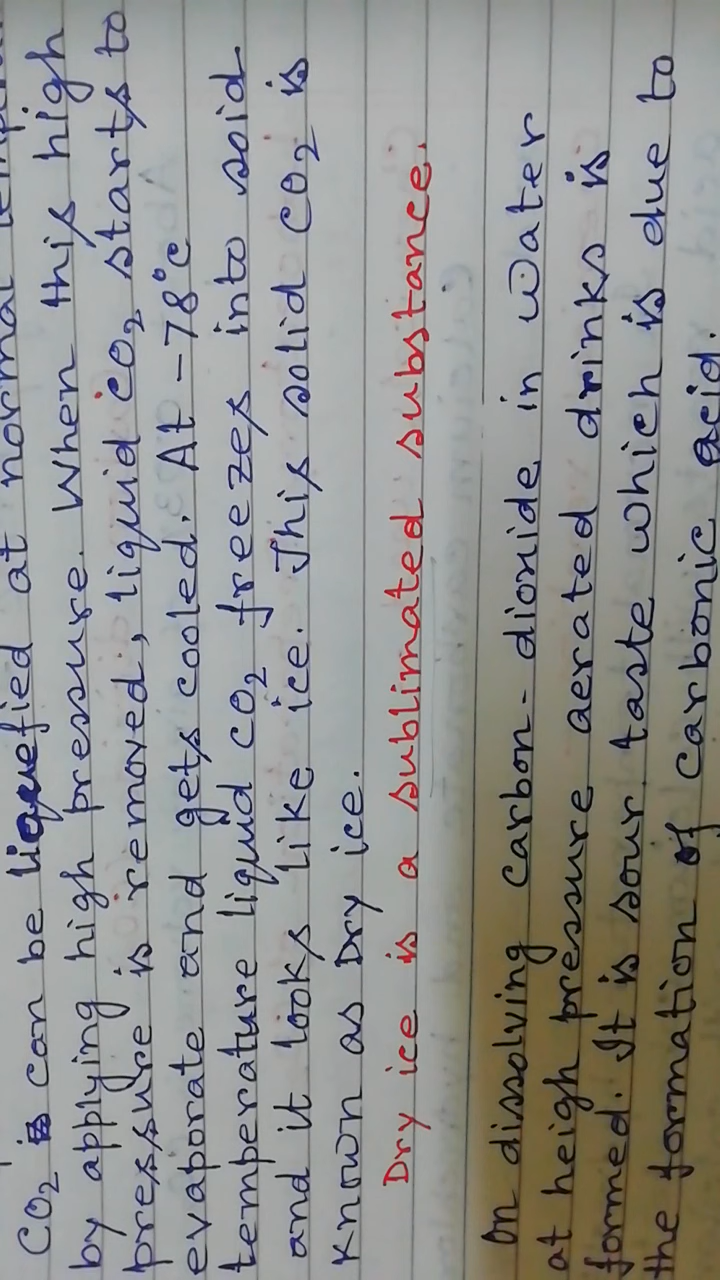 CO2 can be liquefied at normal
by applying high pressure. When this high
pressure is removed, liquid CO2 starts to
evaporate and gets cooled. At -78°c
temperature liquid CO2 freezes into soid
and it looks like ice. This solid CO2 is
known as Dry ice.
Dry ice is a sublimated substance.
On dissolving carbon-dioxide in water
at heigh pressure aerated drinks is
formed. It is sour taste which is due to
the formation of carbonic acid.